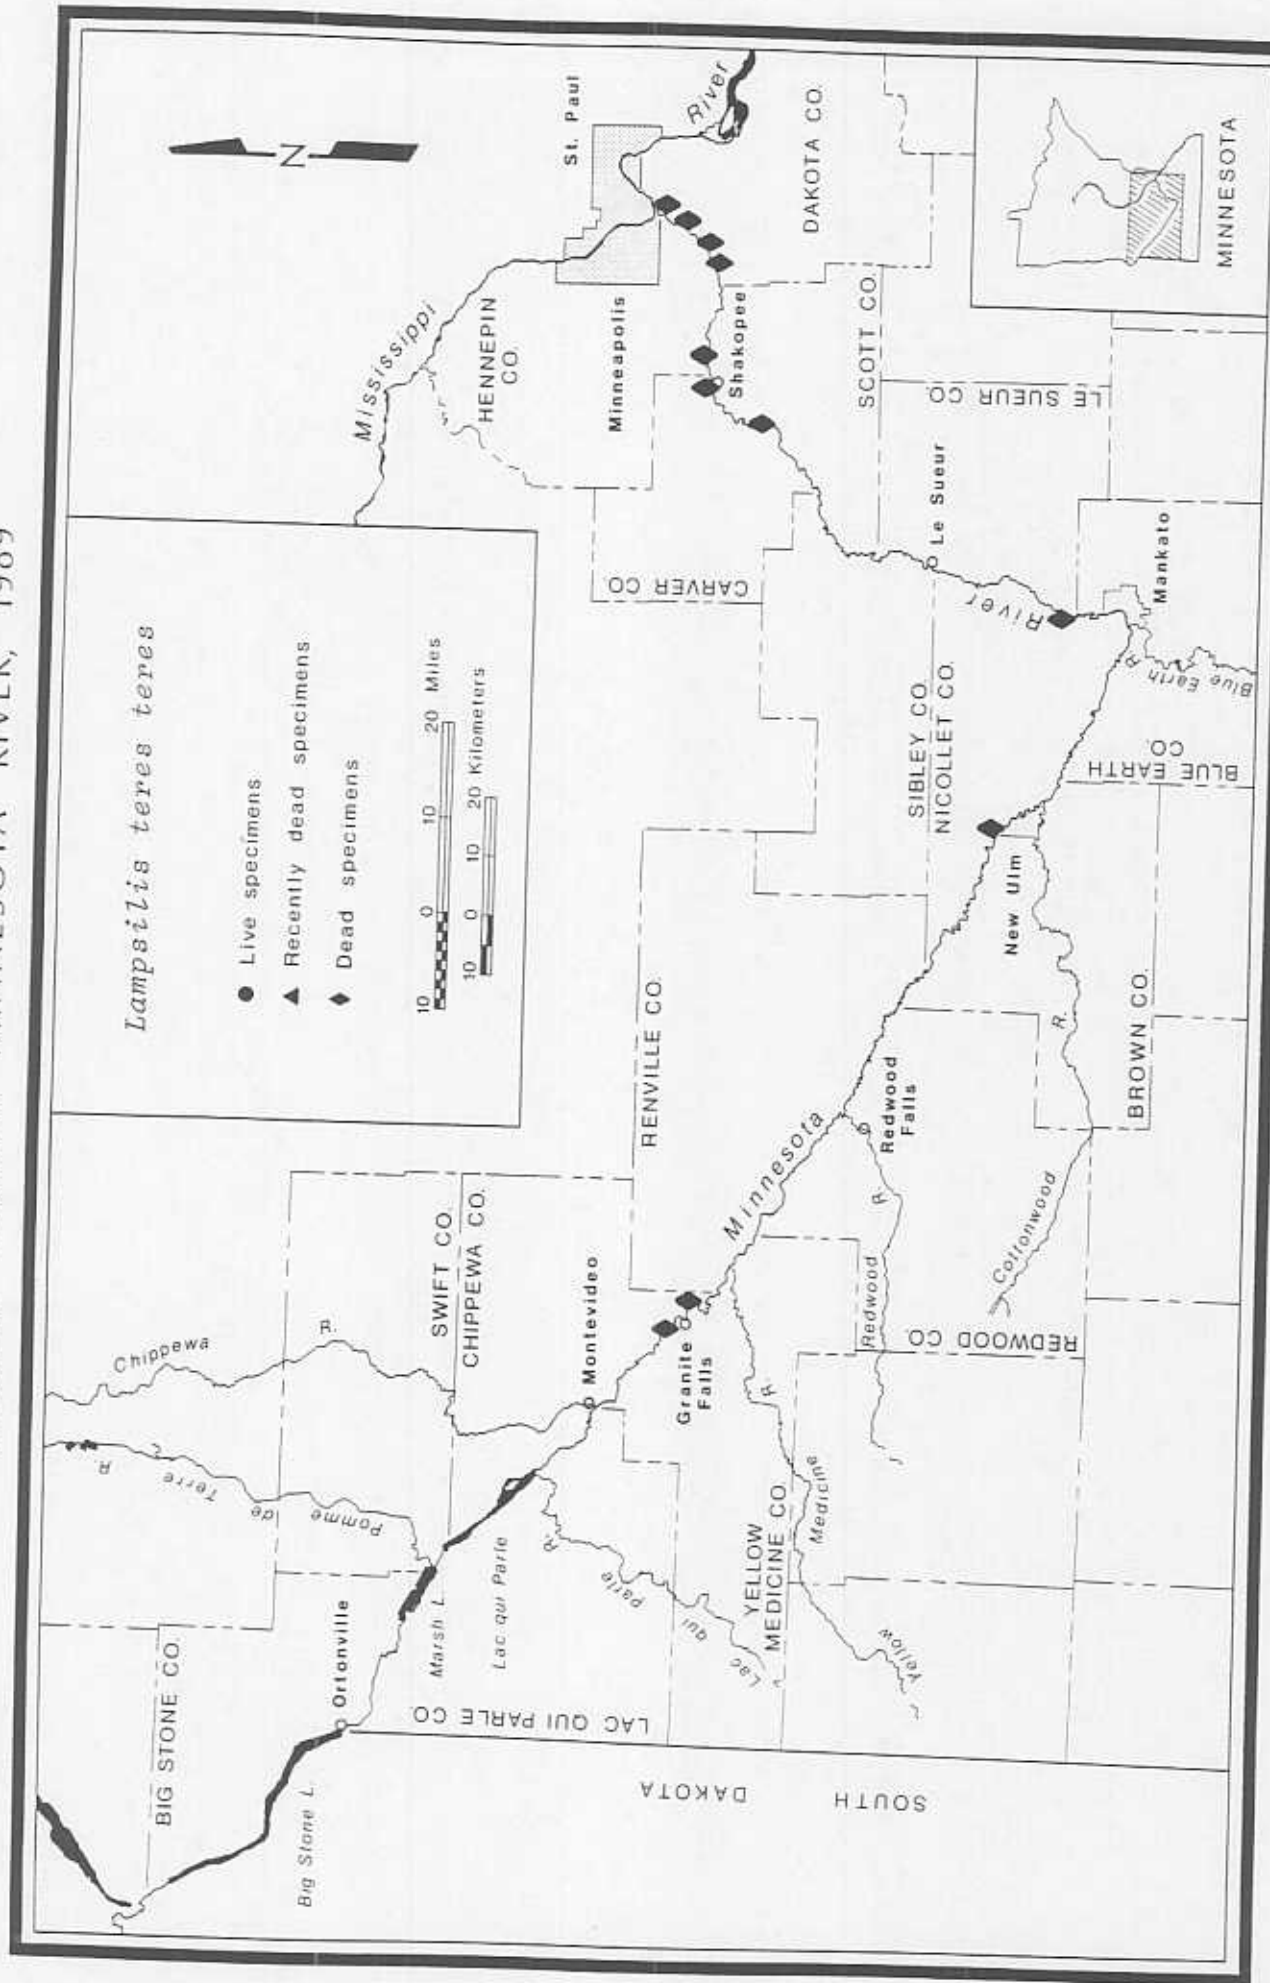 RIVER, 1989
Lampsilis teres teres
● Live specimens
▲ Recently dead specimens
◆ Dead specimens
10 0 10 20 Miles
10 0 10 20 Kilometers
N
St. Paul
River
Mississippi
HENNEPIN
CO.
Minneapolis
Shakopee
DAKOTA CO.
SCOTT CO.
LE SUEUR CO.
MINNESOTA
CARVER CO.
Le Sueur
River
Mankato
Blue Earth R.
BLUE EARTH
CO.
SIBLEY CO.
NICOLLET CO.
New Ulm
BROWN CO.
RENVILLE CO.
Minnesota
Redwood
Falls
Redwood R.
Cottonwood R.
REDWOOD CO.
SWIFT CO.
CHIPPEWA CO.
Chippewa R.
Montevideo
Granite
Falls
Pomme de Terre R.
Marsh L.
Lac qui Parle
Lac qui Parle R.
YELLOW
MEDICINE CO.
Yellow Medicine R.
BIG STONE CO.
Ortonville
Big Stone L.
LAC QUI PARLE CO.
SOUTH DAKOTA